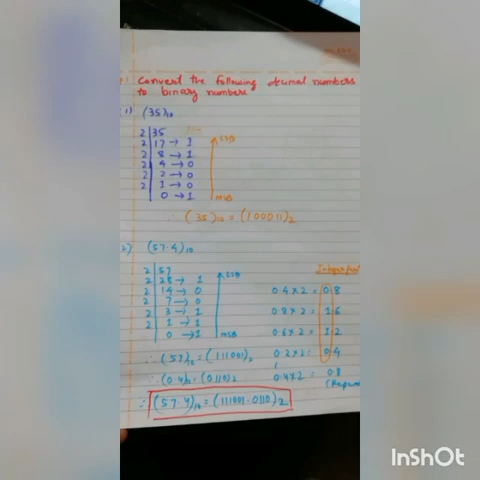 Convert the following decimal numbers
to binary numbers
1) (35)10
2 35
2 17 → 1 LSB
2 8 → 1
2 4 → 0
2 2 → 0
2 1 → 0
0 → 1 MSB
∴ (35)10 = (100011)2
2) (57.4)10
Integer
2 57
2 28 → 1 LSB
2 14 → 0
2 7 → 0
2 3 → 1
2 1 → 1
0 → 1 MSB
0.4 × 2 = 0.8
0.8 × 2 = 1.6
0.6 × 2 = 1.2
0.2 × 2 = 0.4
0.4 × 2 = 0.8
∴ (57)10 = (111001)2
∴ (0.4)10 = (0110)2
∴ (57.4)10 = (111001.0110)2
InShOt